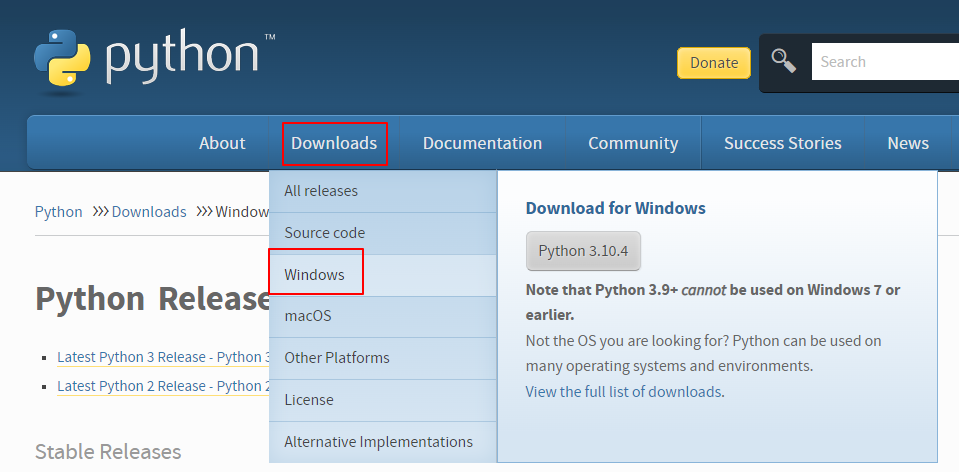 python™
Donate
Search
About
Downloads
Documentation
Community
Success Stories
News
Python
Downloads
Window
Python Release
Latest Python 3 Release - Python 3
Latest Python 2 Release - Python 2
Stable Releases
All releases
Source code
Windows
macOS
Other Platforms
License
Alternative Implementations
Download for Windows
Python 3.10.4
Note that Python 3.9+ cannot be used on Windows 7 or
earlier.
Not the OS you are looking for? Python can be used on
many operating systems and environments.
View the full list of downloads.